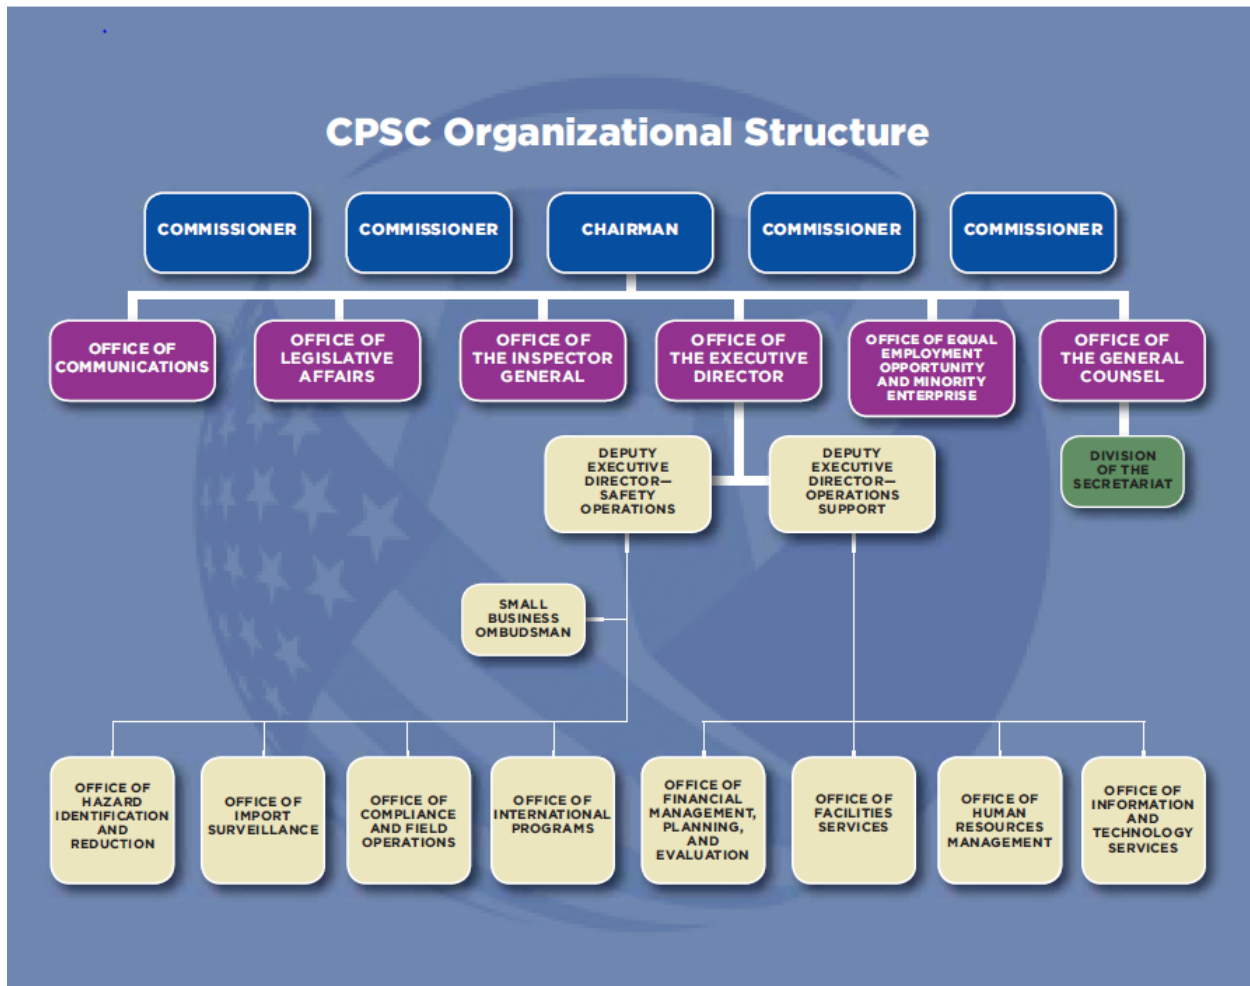 CPSC Organizational Structure
COMMISSIONER
COMMISSIONER
CHAIRMAN
COMMISSIONER
COMMISSIONER
OFFICE OF
COMMUNICATIONS
OFFICE OF
LEGISLATIVE
AFFAIRS
OFFICE OF
THE INSPECTOR
GENERAL
OFFICE OF
THE EXECUTIVE
DIRECTOR
OFFICE OF EQUAL
EMPLOYMENT
OPPORTUNITY
AND MINORITY
ENTERPRISE
OFFICE OF
THE GENERAL
COUNSEL
DEPUTY
EXECUTIVE
DIRECTOR—
SAFETY
OPERATIONS
DEPUTY
EXECUTIVE
DIRECTOR—
OPERATIONS
SUPPORT
DIVISION
OF THE
SECRETARIAT
SMALL
BUSINESS
OMBUDSMAN
OFFICE OF
HAZARD
IDENTIFICATION
AND
REDUCTION
OFFICE OF
IMPORT
SURVEILLANCE
OFFICE OF
COMPLIANCE
AND FIELD
OPERATIONS
OFFICE OF
INTERNATIONAL
PROGRAMS
OFFICE OF
FINANCIAL
MANAGEMENT,
PLANNING,
AND
EVALUATION
OFFICE OF
FACILITIES
SERVICES
OFFICE OF
HUMAN
RESOURCES
MANAGEMENT
OFFICE OF
INFORMATION
AND
TECHNOLOGY
SERVICES